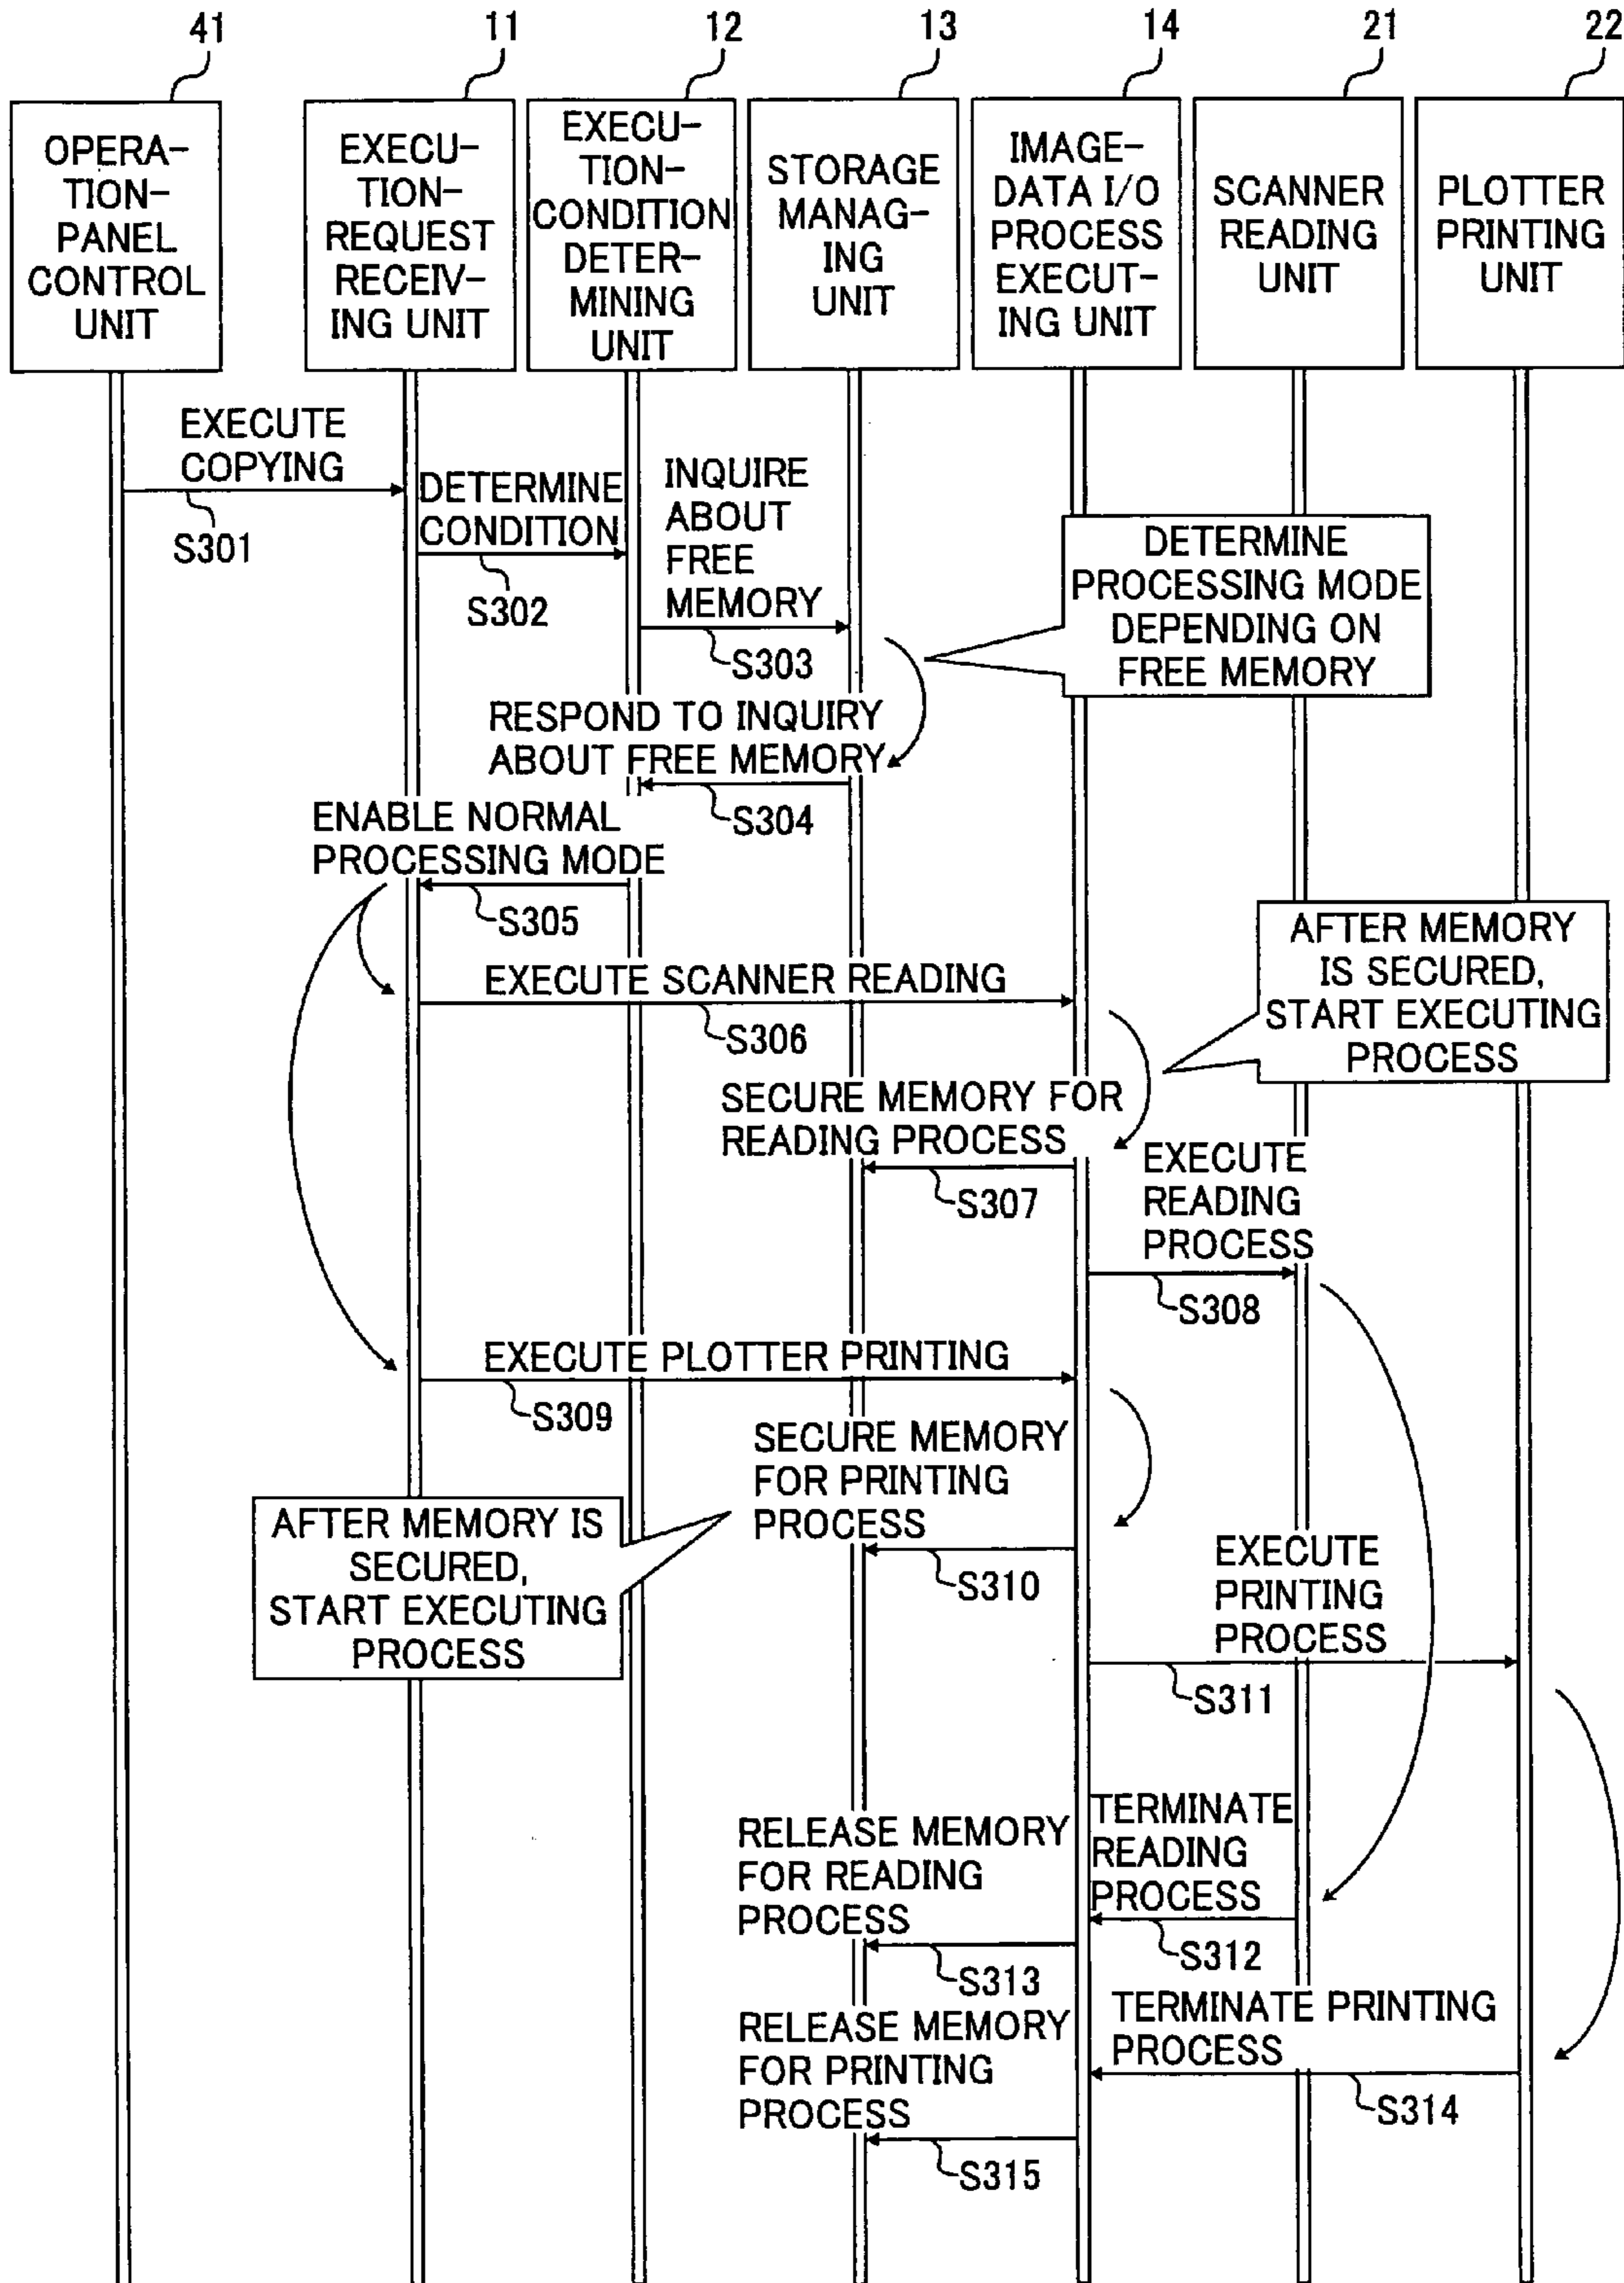 41
11
12
13
14
21
22
OPERA-
TION-
PANEL
CONTROL
UNIT
EXECU-
TION-
REQUEST
RECEIV-
ING UNIT
EXECU-
TION-
CONDITION
DETER-
MINING
UNIT
STORAGE
MANAG-
ING
UNIT
IMAGE-
DATA I/O
PROCESS
EXECUT-
ING UNIT
SCANNER
READING
UNIT
PLOTTER
PRINTING
UNIT
EXECUTE
COPYING
S301
DETERMINE
CONDITION
S302
INQUIRE
ABOUT
FREE
MEMORY
S303
DETERMINE
PROCESSING MODE
DEPENDING ON
FREE MEMORY
RESPOND TO INQUIRY
ABOUT FREE MEMORY
S304
ENABLE NORMAL
PROCESSING MODE
S305
EXECUTE SCANNER READING
S306
AFTER MEMORY
IS SECURED,
START EXECUTING
PROCESS
SECURE MEMORY FOR
READING PROCESS
S307
EXECUTE
READING
PROCESS
S308
EXECUTE PLOTTER PRINTING
S309
SECURE MEMORY
FOR PRINTING
PROCESS
S310
AFTER MEMORY IS
SECURED,
START EXECUTING
PROCESS
EXECUTE
PRINTING
PROCESS
S311
TERMINATE
READING
PROCESS
S312
RELEASE MEMORY
FOR READING
PROCESS
S313
TERMINATE PRINTING
PROCESS
S314
RELEASE MEMORY
FOR PRINTING
PROCESS
S315